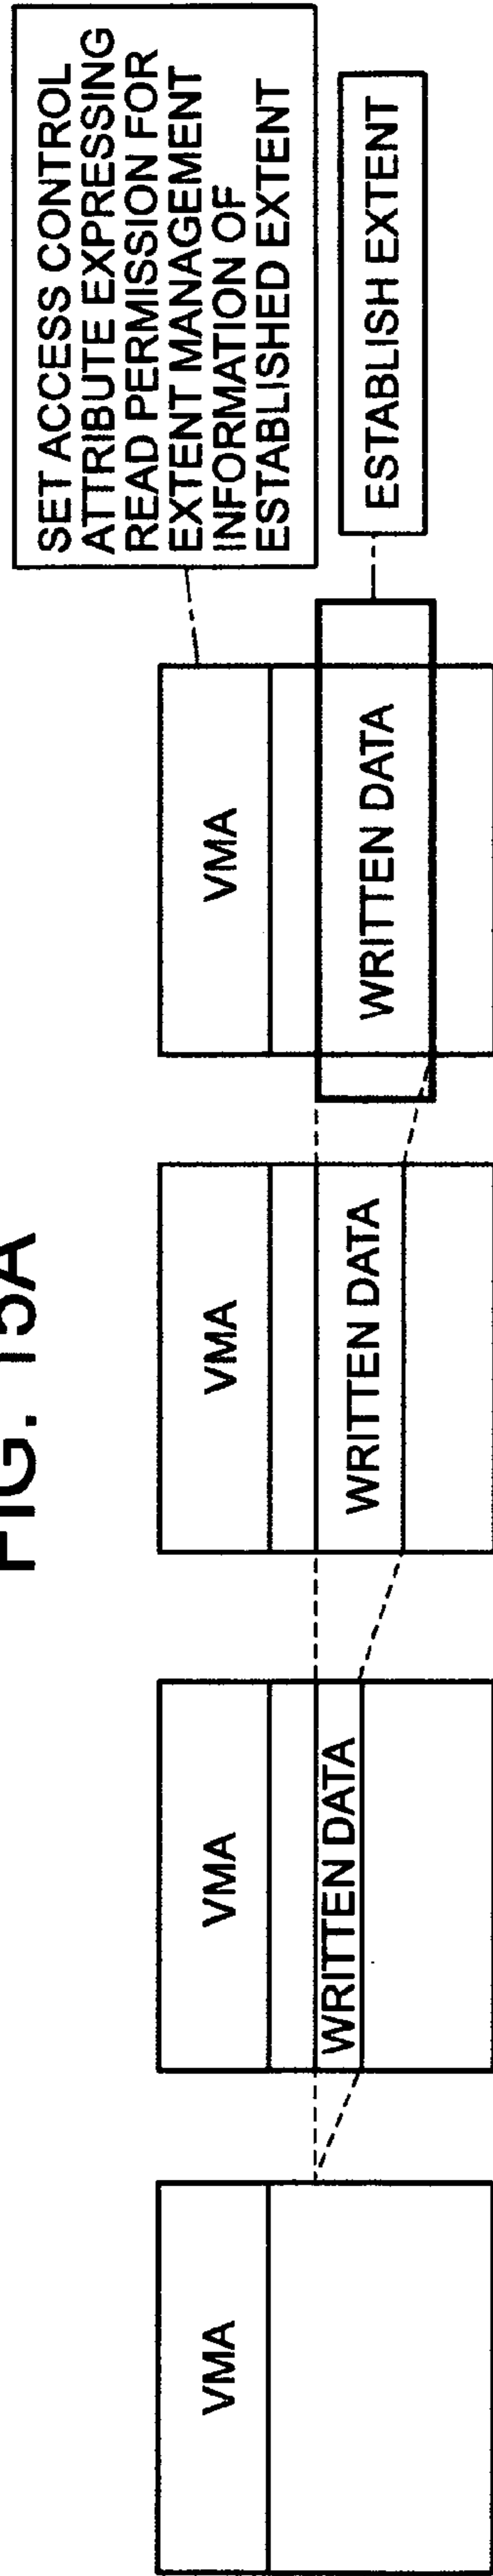 FIG. 15A
VMA
VMA
WRITTEN DATA
VMA
WRITTEN DATA
VMA
WRITTEN DATA
SET ACCESS CONTROL
ATTRIBUTE EXPRESSING
READ PERMISSION FOR
EXTENT MANAGEMENT
INFORMATION OF
ESTABLISHED EXTENT
ESTABLISH EXTENT